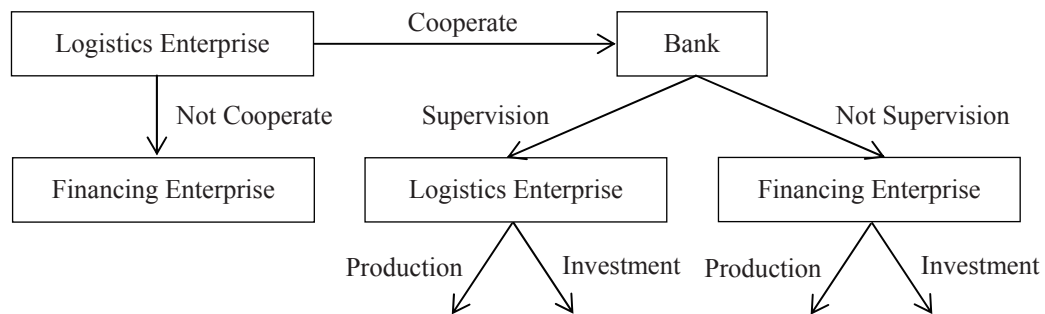 Cooperate
Logistics Enterprise
Bank
Not Cooperate
Supervision
Not Supervision
Financing Enterprise
Logistics Enterprise
Financing Enterprise
Production
Investment
Production
Investment